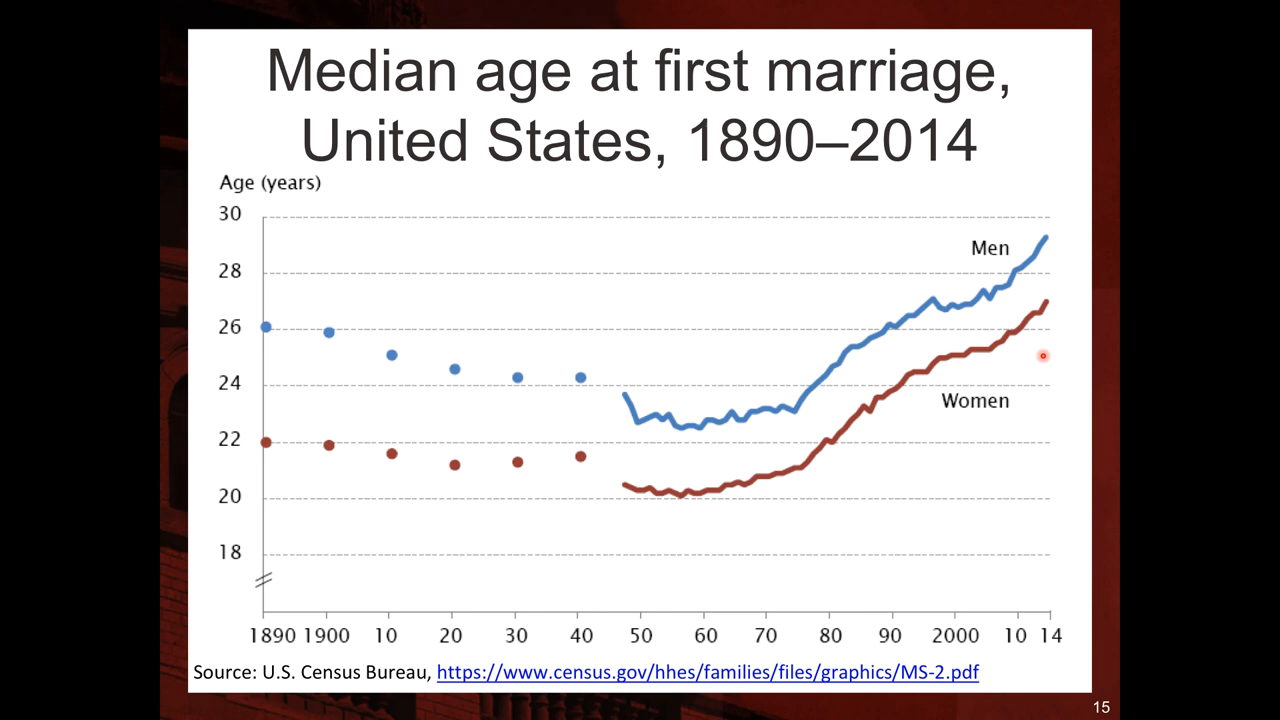 Median age at first marriage,
United States, 1890–2014
Age (years)
30
Men
28
26
24
Women
22
20
18
1890 1900 10 20 30 40 50 60 70 80 90 2000 10 14
Source: U.S. Census Bureau, https://www.census.gov/hhes/families/files/graphics/MS-2.pdf
15